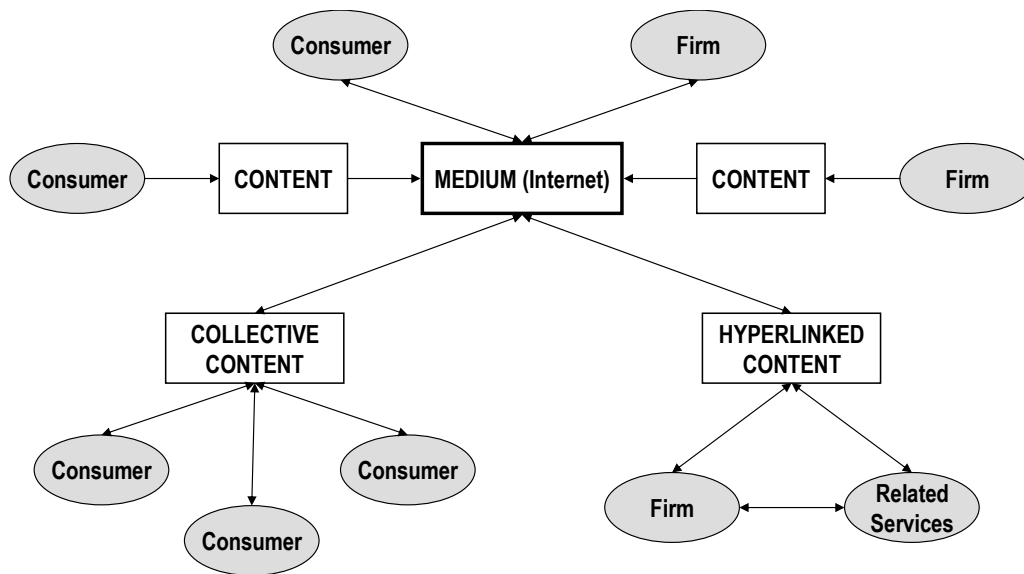 Consumer
Firm
Consumer
CONTENT
MEDIUM (Internet)
CONTENT
Firm
COLLECTIVE
CONTENT
HYPERLINKED
CONTENT
Consumer
Consumer
Consumer
Firm
Related
Services